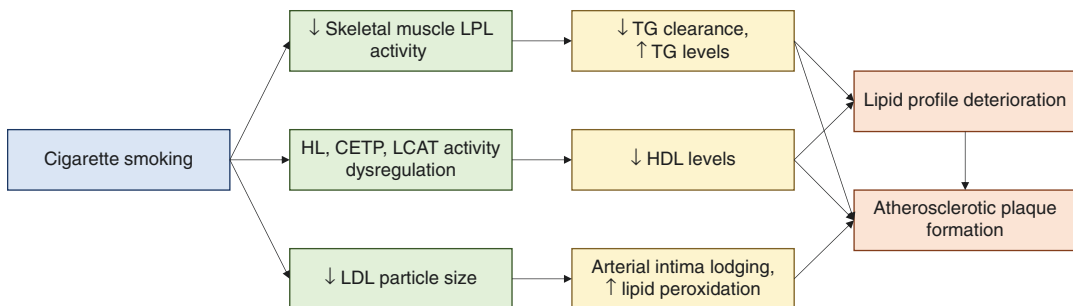 ↓ Skeletal muscle LPL
activity
↓ TG clearance,
↑ TG levels
Lipid profile deterioration
Cigarette smoking
HL, CETP, LCAT activity
dysregulation
↓ HDL levels
Atherosclerotic plaque
formation
↓ LDL particle size
Arterial intima lodging,
↑ lipid peroxidation